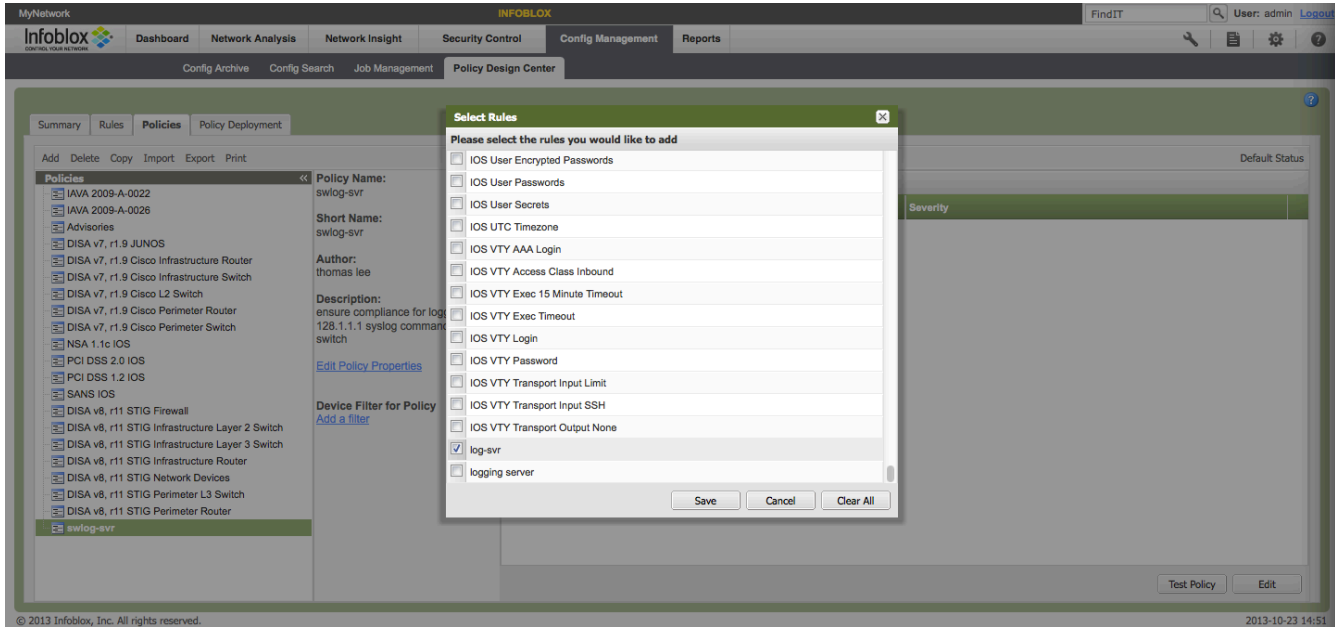 MyNetwork
INFOBLOX
FindIT
User: admin Logout
Infoblox
CONTROL YOUR NETWORK
Dashboard Network Analysis Network Insight Security Control Config Management Reports
Config Archive Config Search Job Management Policy Design Center
Summary Rules Policies Policy Deployment
Add Delete Copy Import Export Print
Default Status
Policies
IAVA 2009-A-0022
IAVA 2009-A-0026
Advisories
DISA v7, r1.9 JUNOS
DISA v7, r1.9 Cisco Infrastructure Router
DISA v7, r1.9 Cisco Infrastructure Switch
DISA v7, r1.9 Cisco L2 Switch
DISA v7, r1.9 Cisco Perimeter Router
DISA v7, r1.9 Cisco Perimeter Switch
NSA 1.1c IOS
PCI DSS 2.0 IOS
PCI DSS 1.2 IOS
SANS IOS
DISA v8, r11 STIG Firewall
DISA v8, r11 STIG Infrastructure Layer 2 Switch
DISA v8, r11 STIG Infrastructure Layer 3 Switch
DISA v8, r11 STIG Infrastructure Router
DISA v8, r11 STIG Network Devices
DISA v8, r11 STIG Perimeter L3 Switch
DISA v8, r11 STIG Perimeter Router
swlog-svr
Policy Name:
swlog-svr
Short Name:
swlog-svr
Author:
thomas lee
Description:
ensure compliance for logg
128.1.1.1 syslog command
switch
Edit Policy Properties
Device Filter for Policy
Add a filter
Select Rules
Please select the rules you would like to add
IOS User Encrypted Passwords
IOS User Passwords
IOS User Secrets
IOS UTC Timezone
IOS VTY AAA Login
IOS VTY Access Class Inbound
IOS VTY Exec 15 Minute Timeout
IOS VTY Exec Timeout
IOS VTY Login
IOS VTY Password
IOS VTY Transport Input Limit
IOS VTY Transport Input SSH
IOS VTY Transport Output None
log-svr
logging server
Save Cancel Clear All
Severity
Test Policy Edit
© 2013 Infoblox, Inc. All rights reserved.
2013-10-23 14:51